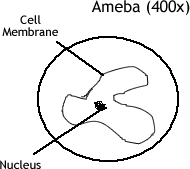 Ameba (400x)
Cell
Membrane
Nucleus